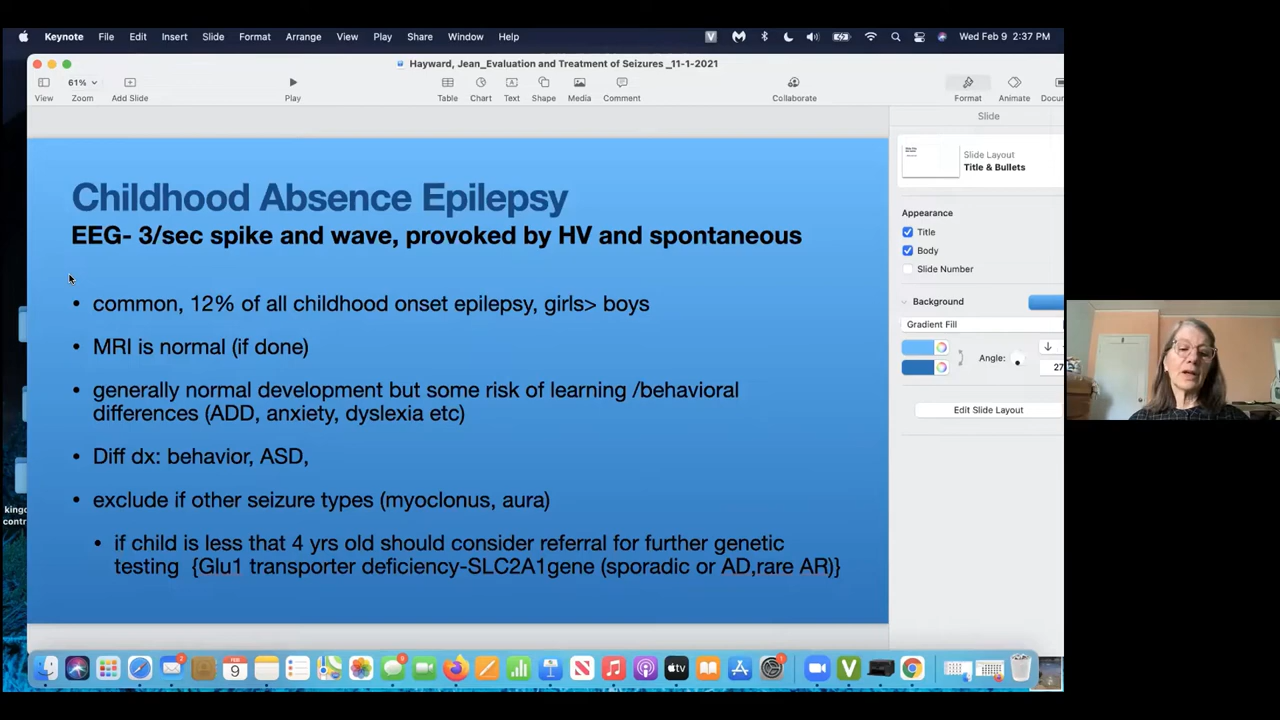 Keynote File Edit Insert Slide Format Arrange View Play Share Window Help Wed Feb 9 2:37 PM
Hayward, Jean_Evaluation and Treatment of Seizures _11-1-2021
61%
View Zoom Add Slide Play Table Chart Text Shape Media Comment Collaborate Format Animate
Slide
Slide Layout
Title & Bullets
Appearance
Title
Body
Slide Number
Background
Gradient Fill
Angle:
Edit Slide Layout
Childhood Absence Epilepsy
EEG- 3/sec spike and wave, provoked by HV and spontaneous
• common, 12% of all childhood onset epilepsy, girls> boys
• MRI is normal (if done)
• generally normal development but some risk of learning /behavioral
differences (ADD, anxiety, dyslexia etc)
• Diff dx: behavior, ASD,
• exclude if other seizure types (myoclonus, aura)
• if child is less that 4 yrs old should consider referral for further genetic
testing {Glu1 transporter deficiency-SLC2A1gene (sporadic or AD,rare AR)}